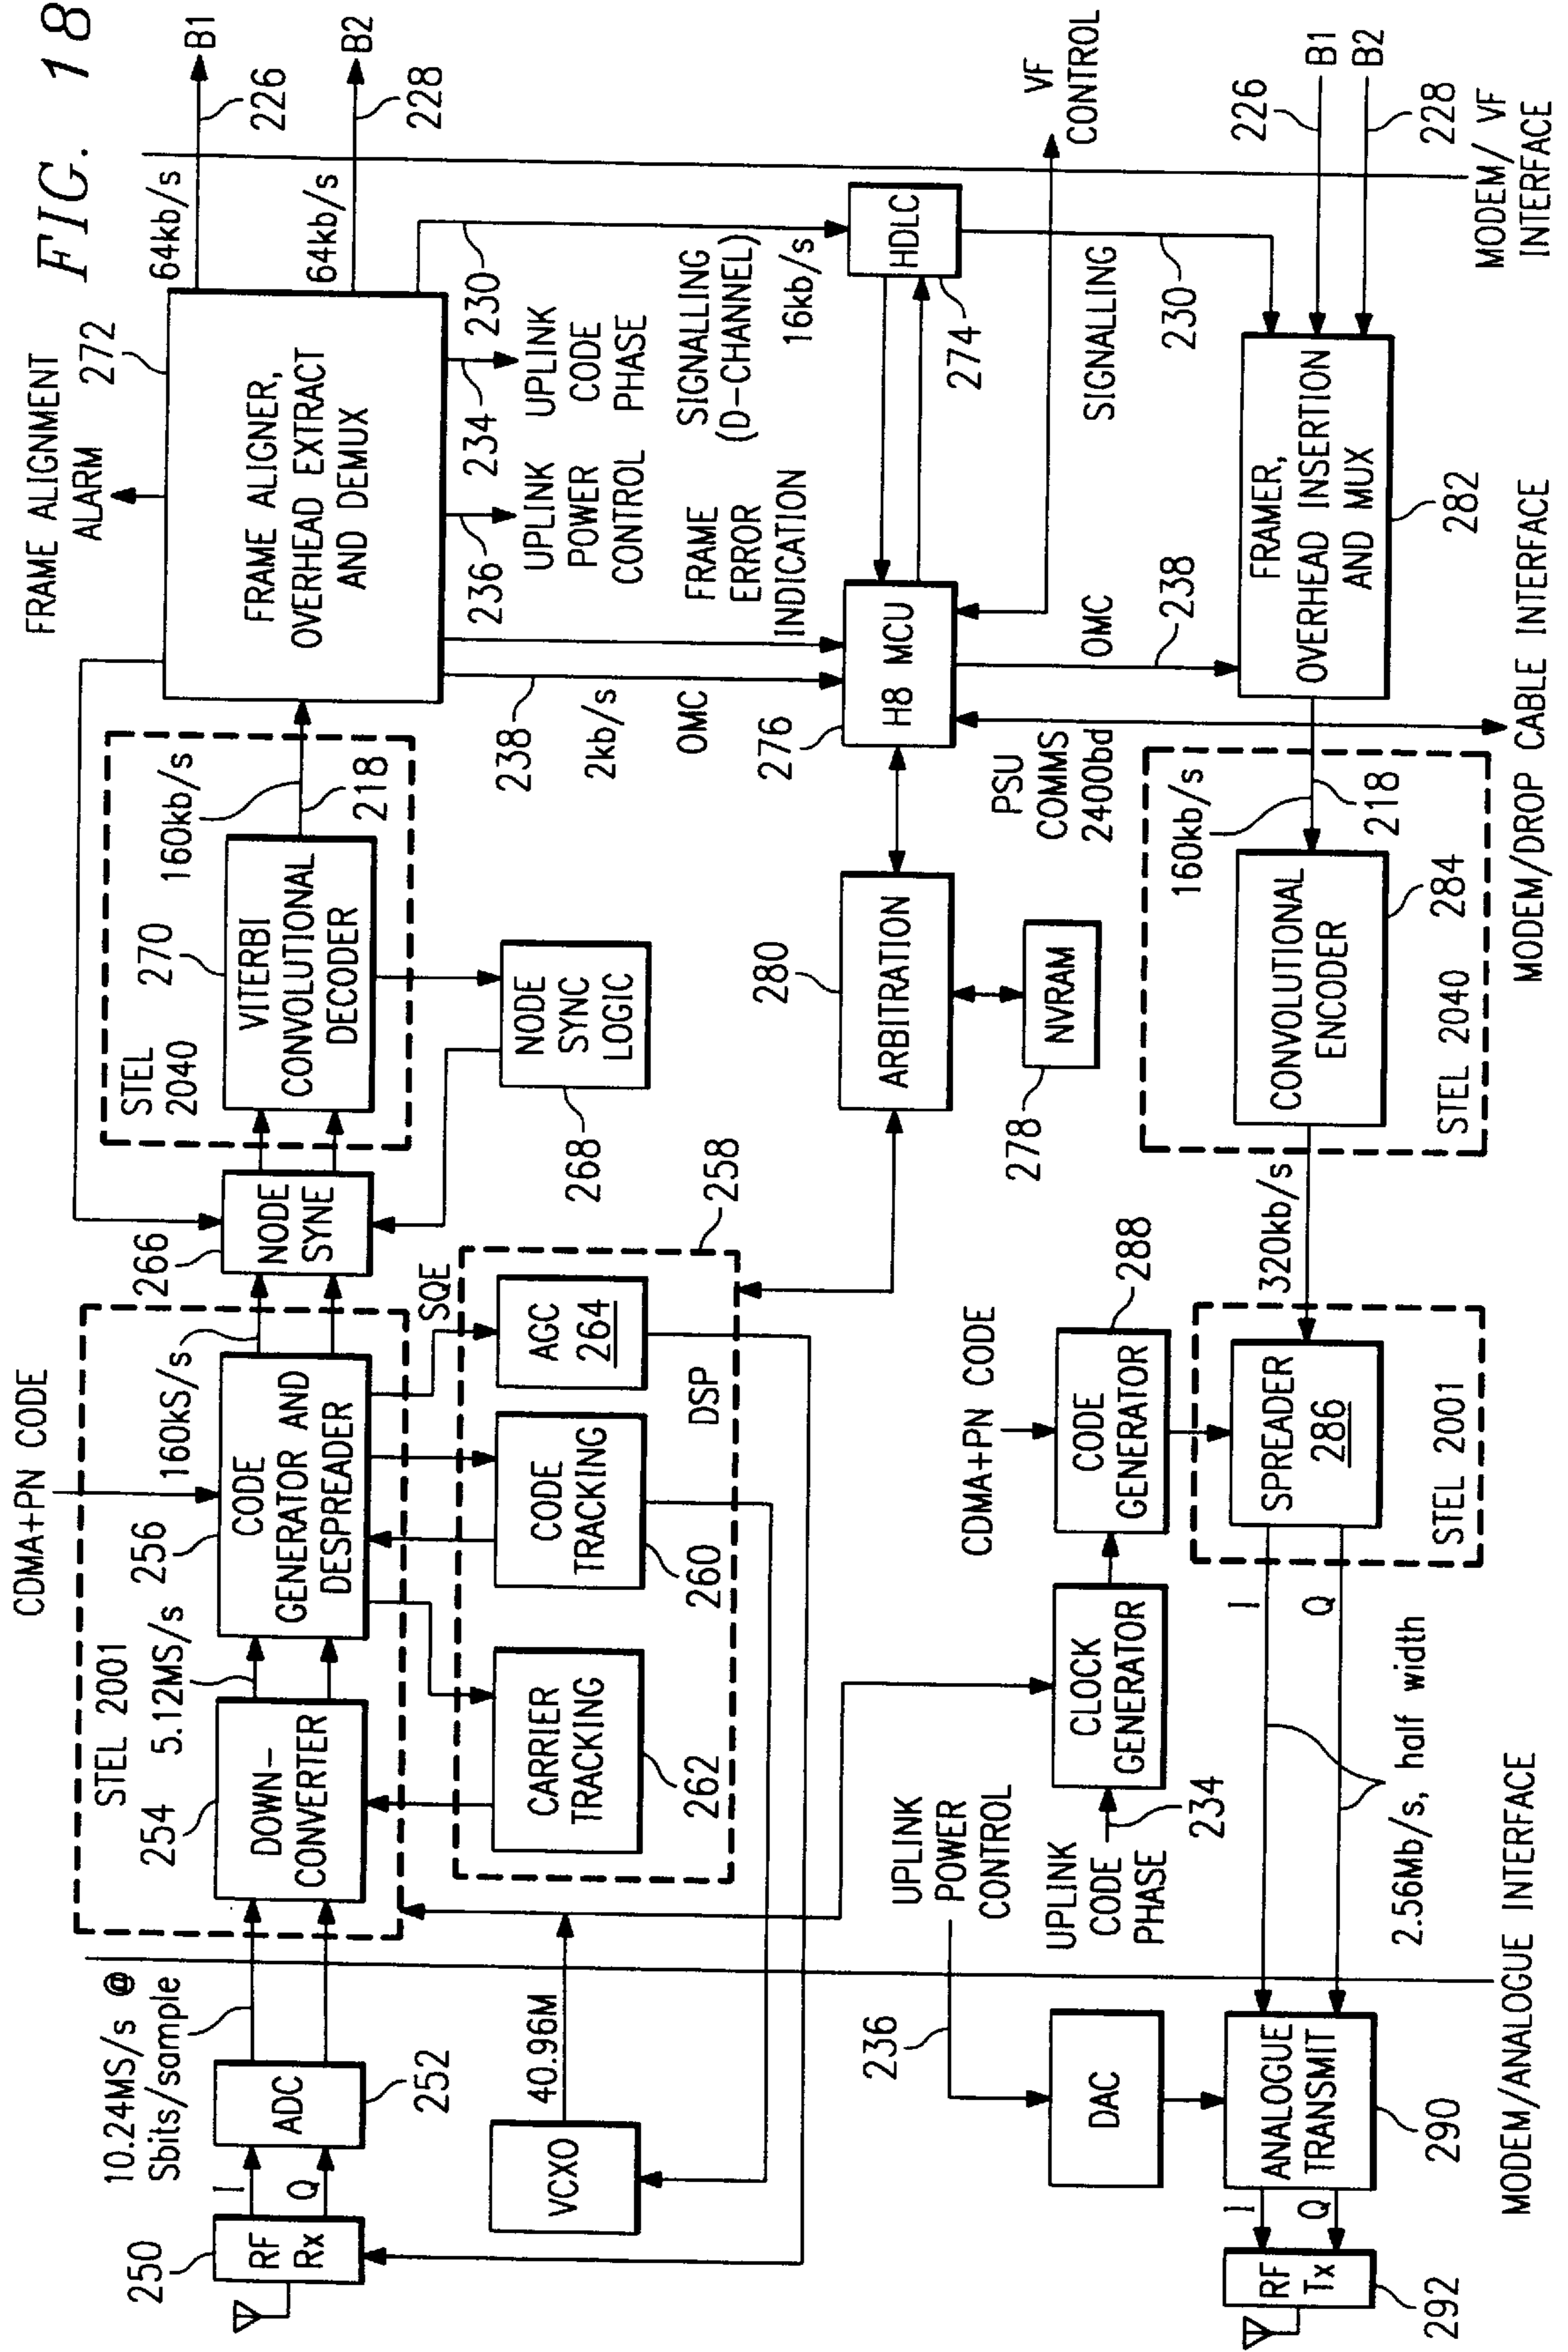 FIG. 18
FRAME ALIGNMENT
ALARM
272
FRAME ALIGNER,
OVERHEAD EXTRACT
AND DEMUX
64kb/s
B1
226
64kb/s
B2
228
CDMA+PN CODE
STEL 2001
254
DOWN-
CONVERTER
5.12MS/s
256
CODE
GENERATOR AND
DESPREADER
160kS/s
266
NODE
SYNE
STEL
2040
270
VITERBI
CONVOLUTIONAL
DECODER
160kb/s
218
10.24MS/s @
Sbits/sample
250
RF
Rx
I
Q
ADC
252
CARRIER
TRACKING
262
CODE
TRACKING
260
SQE
AGC
264
DSP
258
NODE
SYNC
LOGIC
268
238
2kb/s
OMC
236
UPLINK
POWER
CONTROL
234
UPLINK
CODE
PHASE
230
FRAME
ERROR
INDICATION
SIGNALLING
(D-CHANNEL)
16kb/s
VCXO
40.96M
280
ARBITRATION
NVRAM
278
276
H8 MCU
HDLC
274
VF
CONTROL
PSU
COMMS
2400bd
OMC
238
SIGNALLING
230
236
UPLINK
POWER
CONTROL
DAC
UPLINK
CODE
PHASE
234
CLOCK
GENERATOR
CDMA+PN CODE
CODE
GENERATOR
288
RF
Tx
292
I
Q
ANALOGUE
TRANSMIT
290
I
Q
2.56Mb/s, half width
SPREADER
286
STEL 2001
320kb/s
CONVOLUTIONAL
ENCODER
284
STEL 2040
160kb/s
218
FRAMER,
OVERHEAD INSERTION
AND MUX
282
226
B1
B2
228
MODEM/ANALOGUE INTERFACE
MODEM/DROP CABLE INTERFACE
MODEM/VF
INTERFACE